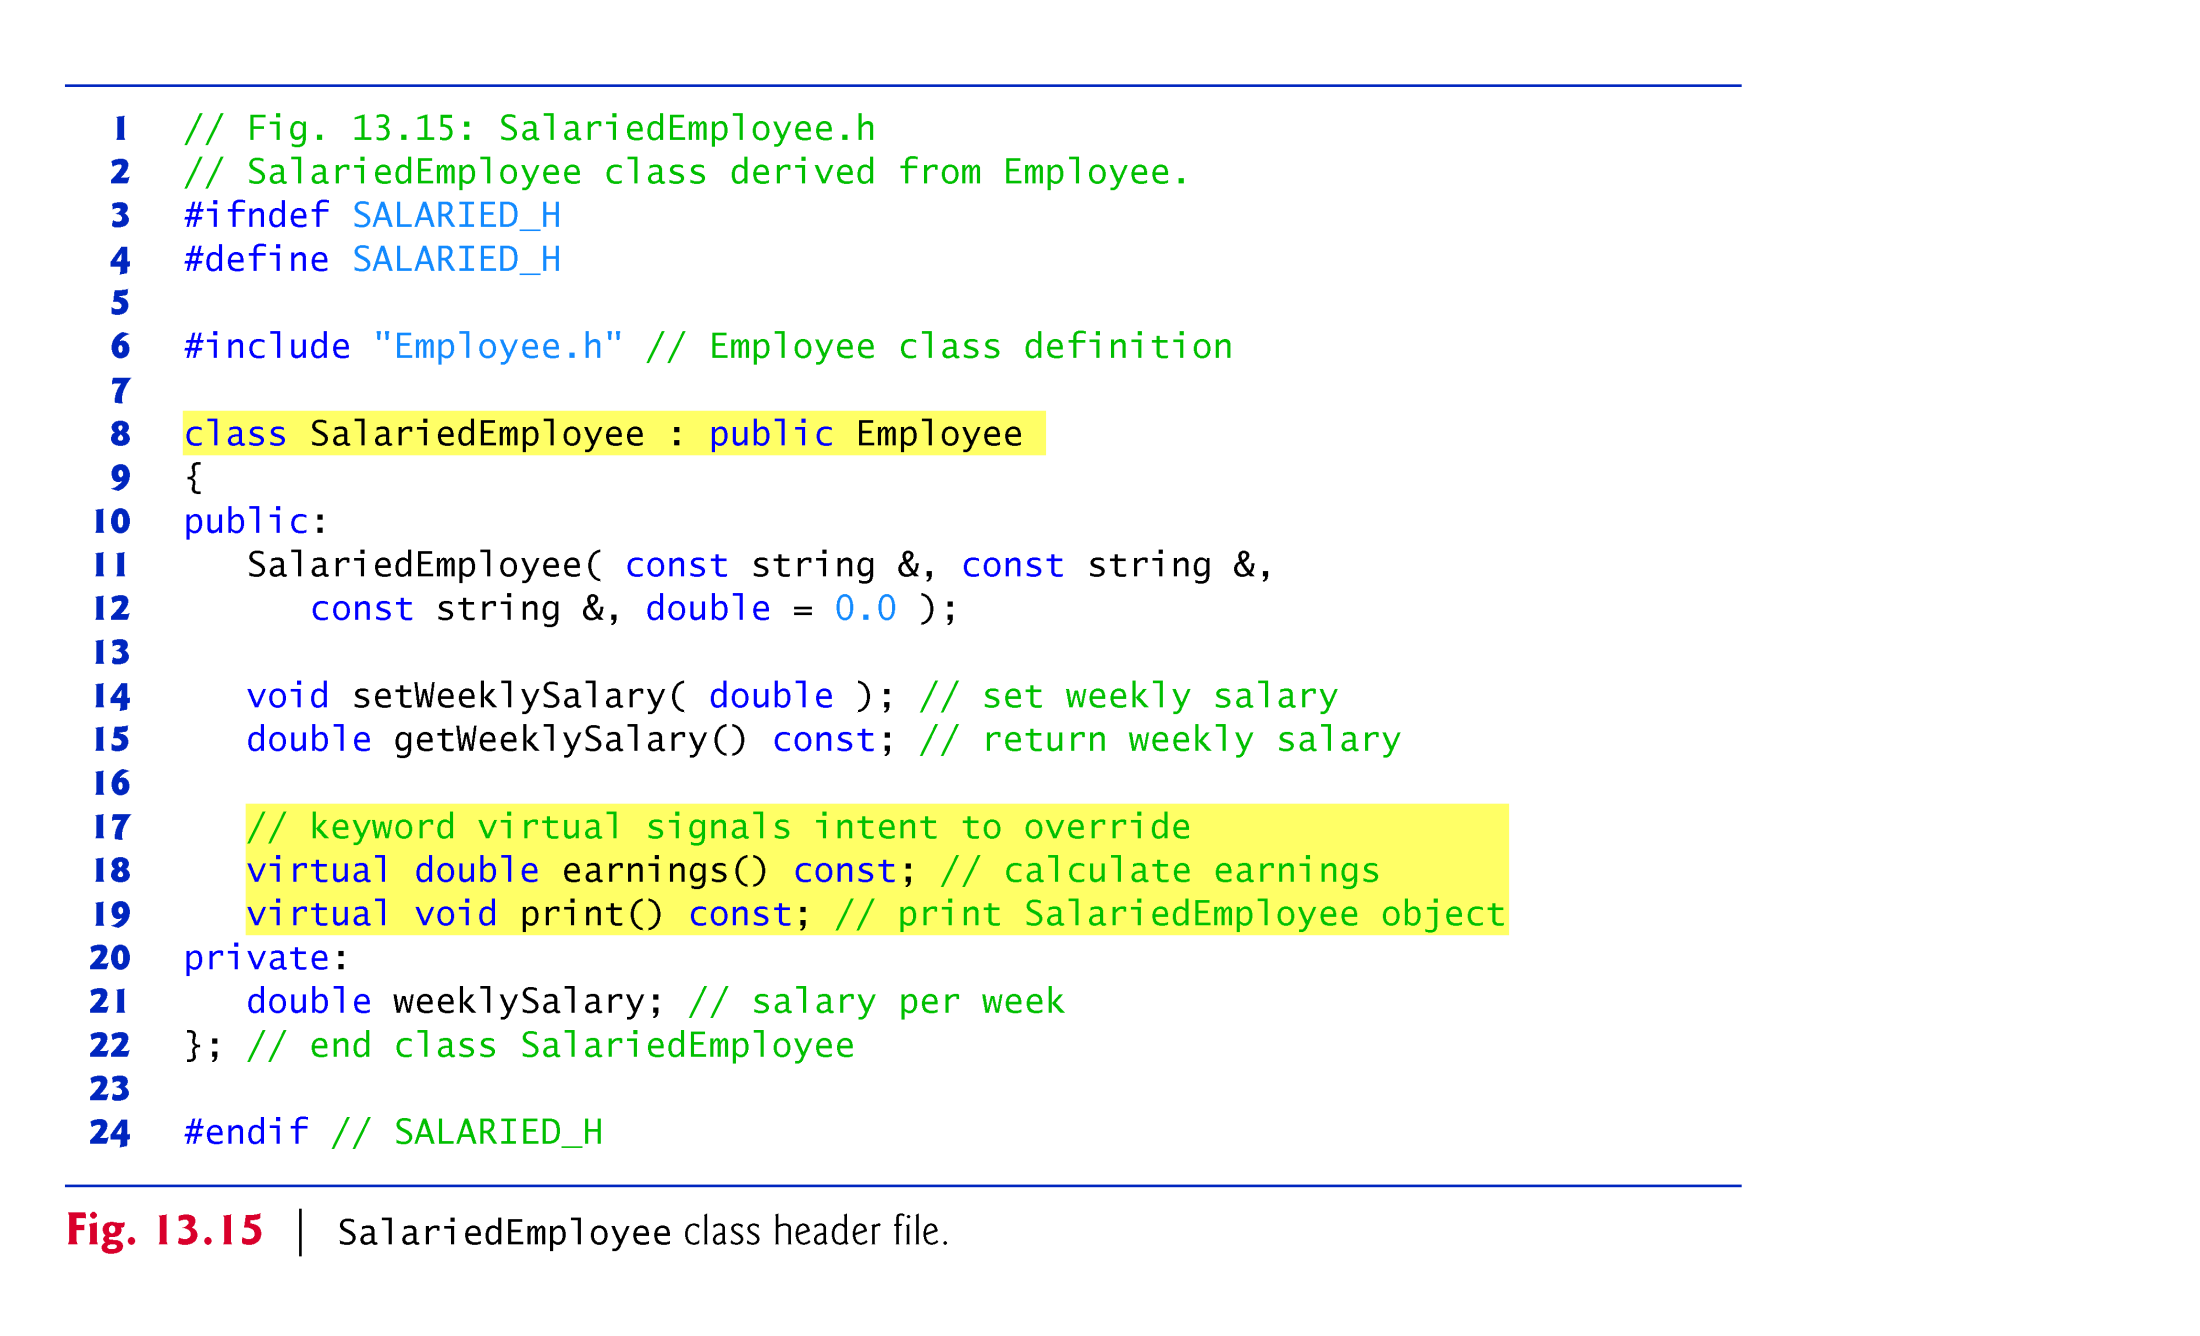 1 // Fig. 13.15: SalariedEmployee.h
2 // SalariedEmployee class derived from Employee.
3 #ifndef SALARIED_H
4 #define SALARIED_H
5
6 #include "Employee.h" // Employee class definition
7
8 class SalariedEmployee : public Employee
9 {
10 public:
11    SalariedEmployee( const string &, const string &,
12       const string &, double = 0.0 );
13
14    void setWeeklySalary( double ); // set weekly salary
15    double getWeeklySalary() const; // return weekly salary
16
17    // keyword virtual signals intent to override
18    virtual double earnings() const; // calculate earnings
19    virtual void print() const; // print SalariedEmployee object
20 private:
21    double weeklySalary; // salary per week
22 }; // end class SalariedEmployee
23
24 #endif // SALARIED_H
Fig. 13.15 | SalariedEmployee class header file.